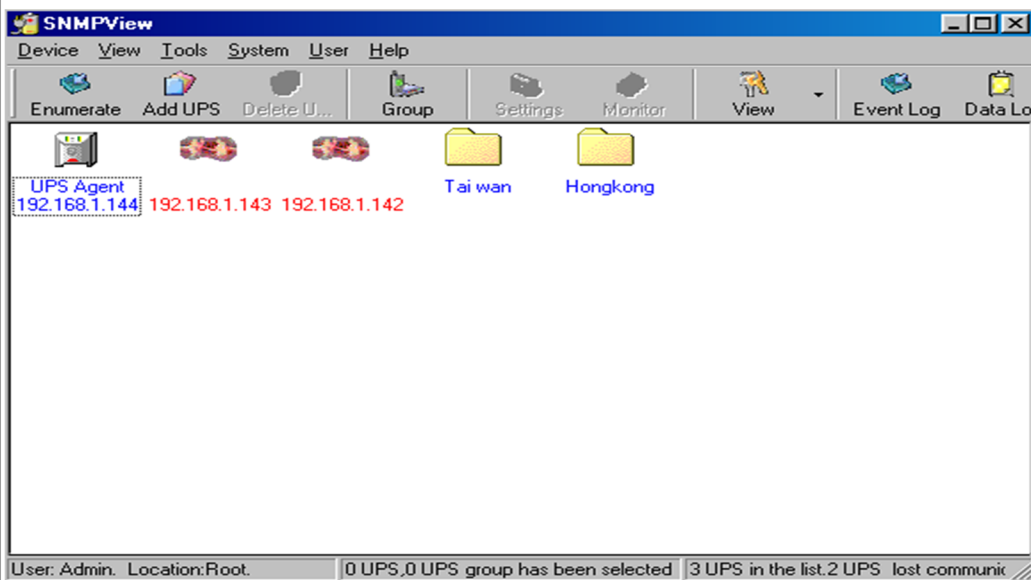 SNMPView
Device View Tools System User Help
Enumerate Add UPS Delete U... Group Settings Monitor View Event Log Data Lo
UPS Agent Tai wan Hongkong
192.168.1.144 192.168.1.143 192.168.1.142
User: Admin. Location:Root. 0 UPS,0 UPS group has been selected 3 UPS in the list.2 UPS lost communic